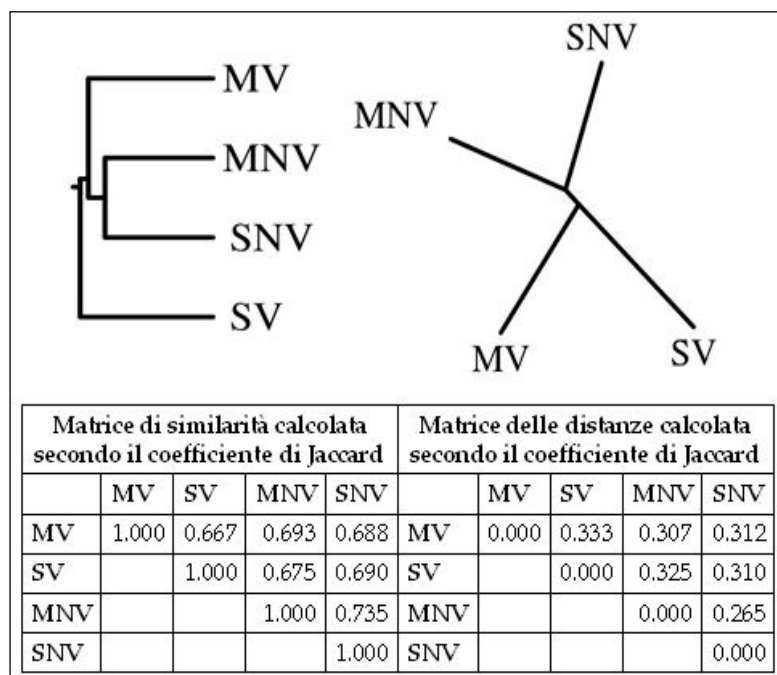 MV
MNV
SNV
SV
SNV
MNV
MV
SV
Matrice di similarità calcolata secondo il coefficiente di Jaccard
Matrice delle distanze calcolata secondo il coefficiente di Jaccard
MV SV MNV SNV MV SV MNV SNV
MV 1.000 0.667 0.693 0.688 MV 0.000 0.333 0.307 0.312
SV 1.000 0.675 0.690 SV 0.000 0.325 0.310
MNV 1.000 0.735 MNV 0.000 0.265
SNV 1.000 SNV 0.000